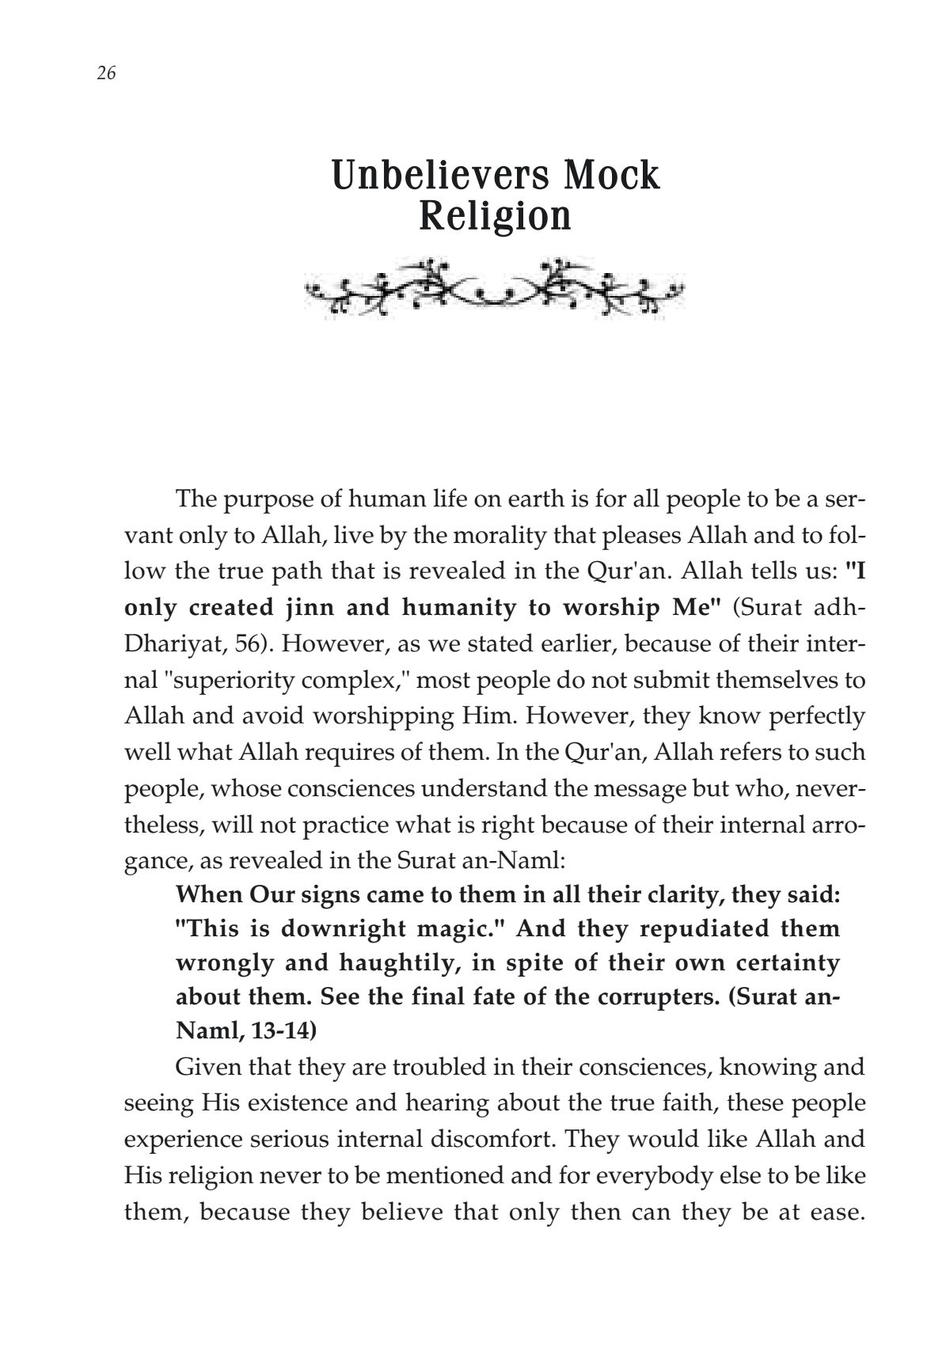 26
Unbelievers Mock
Religion
The purpose of human life on earth is for all people to be a ser-
vant only to Allah, live by the morality that pleases Allah and to fol-
low the true path that is revealed in the Qur'an. Allah tells us: "I
only created jinn and humanity to worship Me" (Surat adh-
Dhariyat, 56). However, as we stated earlier, because of their inter-
nal "superiority complex," most people do not submit themselves to
Allah and avoid worshipping Him. However, they know perfectly
well what Allah requires of them. In the Qur'an, Allah refers to such
people, whose consciences understand the message but who, never-
theless, will not practice what is right because of their internal arro-
gance, as revealed in the Surat an-Naml:
When Our signs came to them in all their clarity, they said:
"This is downright magic." And they repudiated them
wrongly and haughtily, in spite of their own certainty
about them. See the final fate of the corrupters. (Surat an-
Naml, 13-14)
Given that they are troubled in their consciences, knowing and
seeing His existence and hearing about the true faith, these people
experience serious internal discomfort. They would like Allah and
His religion never to be mentioned and for everybody else to be like
them, because they believe that only then can they be at ease.